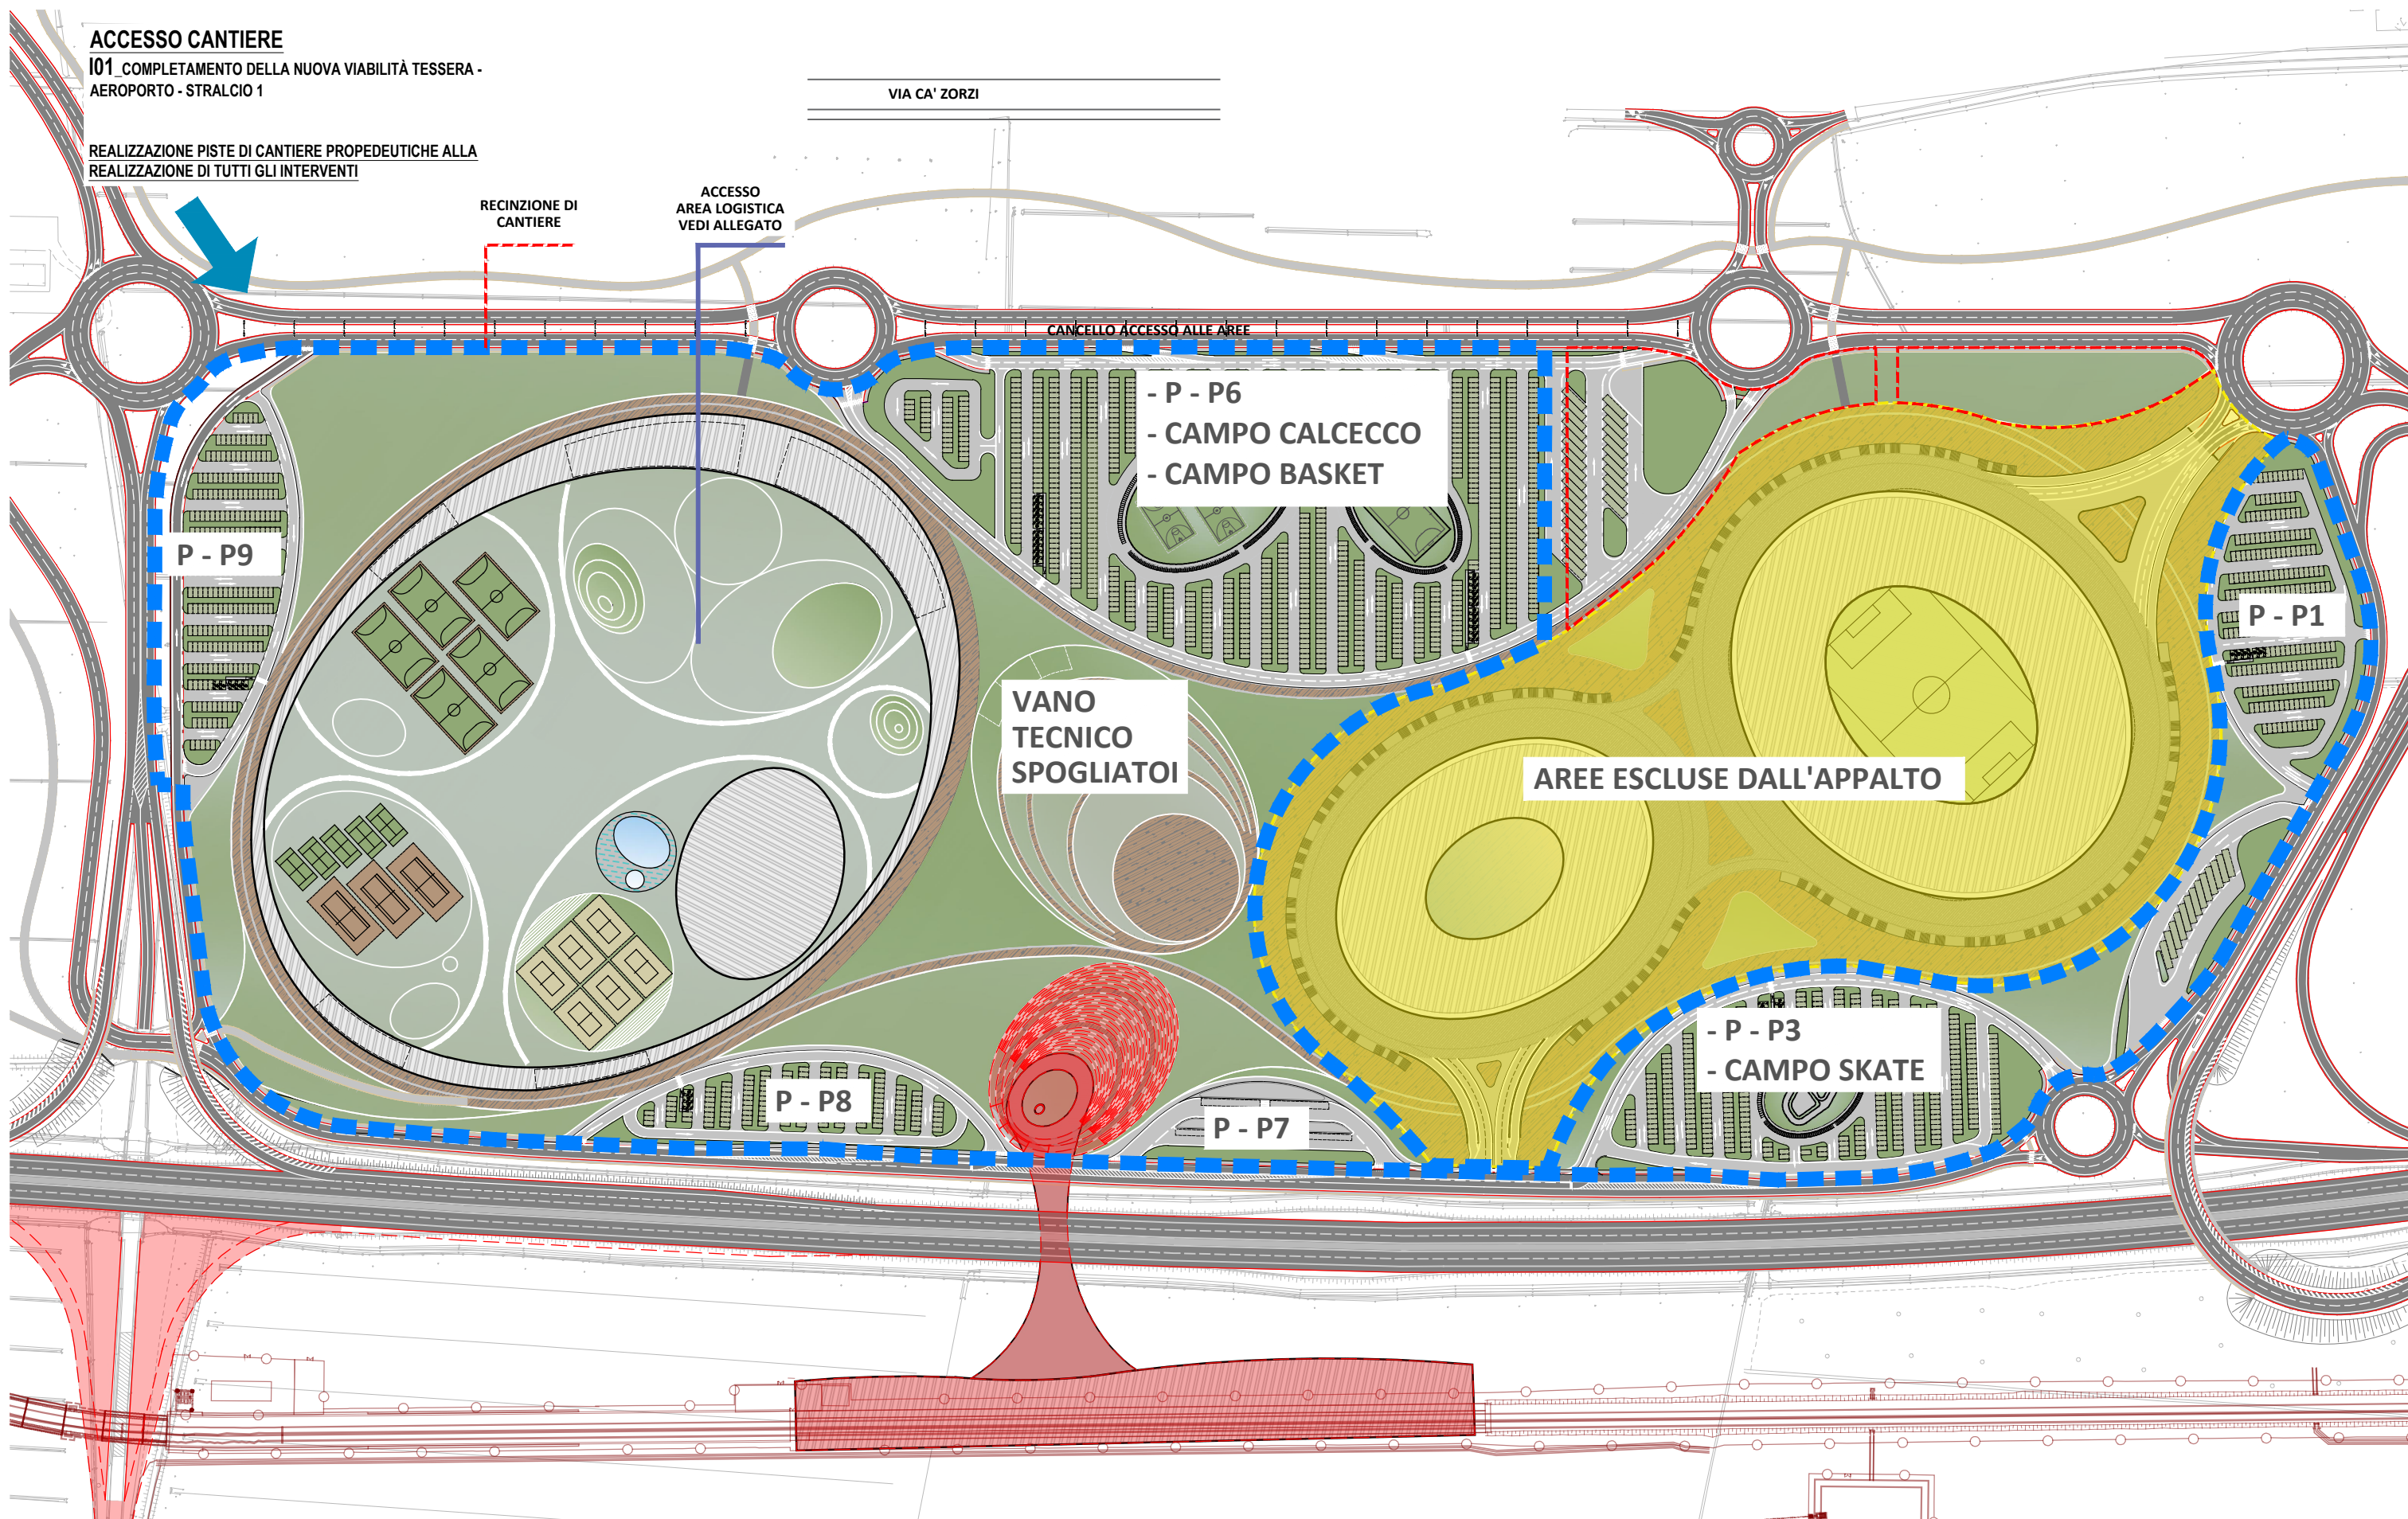 ACCESSO CANTIERE
I01_COMPLETAMENTO DELLA NUOVA VIABILITÀ TESSERA -
AEROPORTO - STRALCIO 1
REALIZZAZIONE PISTE DI CANTIERE PROPEDEUTICHE ALLA
REALIZZAZIONE DI TUTTI GLI INTERVENTI
VIA CA' ZORZI
RECINZIONE DI
CANTIERE
ACCESSO
AREA LOGISTICA
VEDI ALLEGATO
CANCELLO ACCESSO ALLE AREE
- P - P6
- CAMPO CALCECCO
- CAMPO BASKET
P - P9
P - P1
VANO
TECNICO
SPOGLIATOI
AREE ESCLUSE DALL'APPALTO
- P - P3
- CAMPO SKATE
P - P8
P - P7